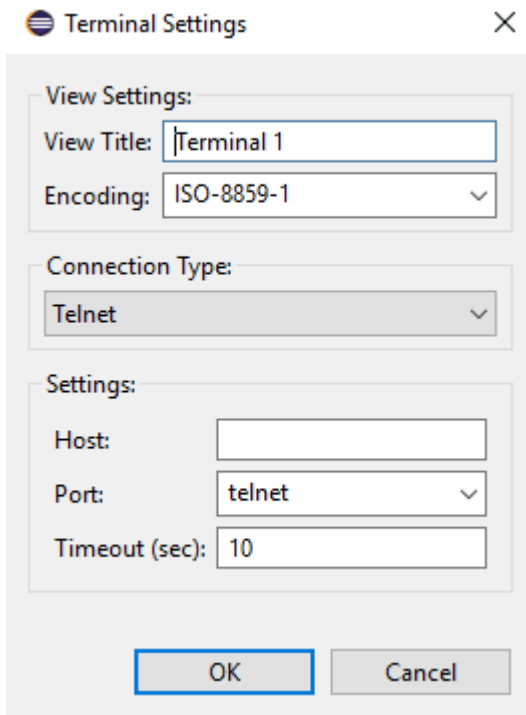 Terminal Settings
View Settings:
View Title: Terminal 1
Encoding: ISO-8859-1
Connection Type:
Telnet
Settings:
Host:
Port: telnet
Timeout (sec): 10
OK Cancel